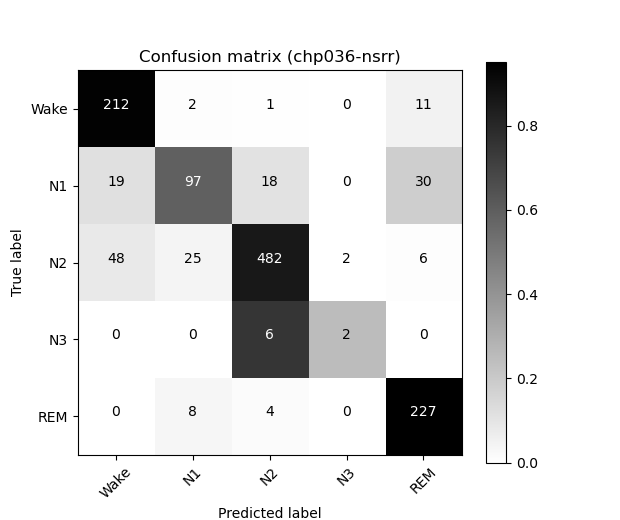 Confusion matrix (chp036-nsrr)
Wake 212 2 1 0 11
N1 19 97 18 0 30
N2 48 25 482 2 6
N3 0 0 6 2 0
REM 0 8 4 0 227
Wake N1 N2 N3 REM
True label
Predicted label
0.8
0.6
0.4
0.2
0.0